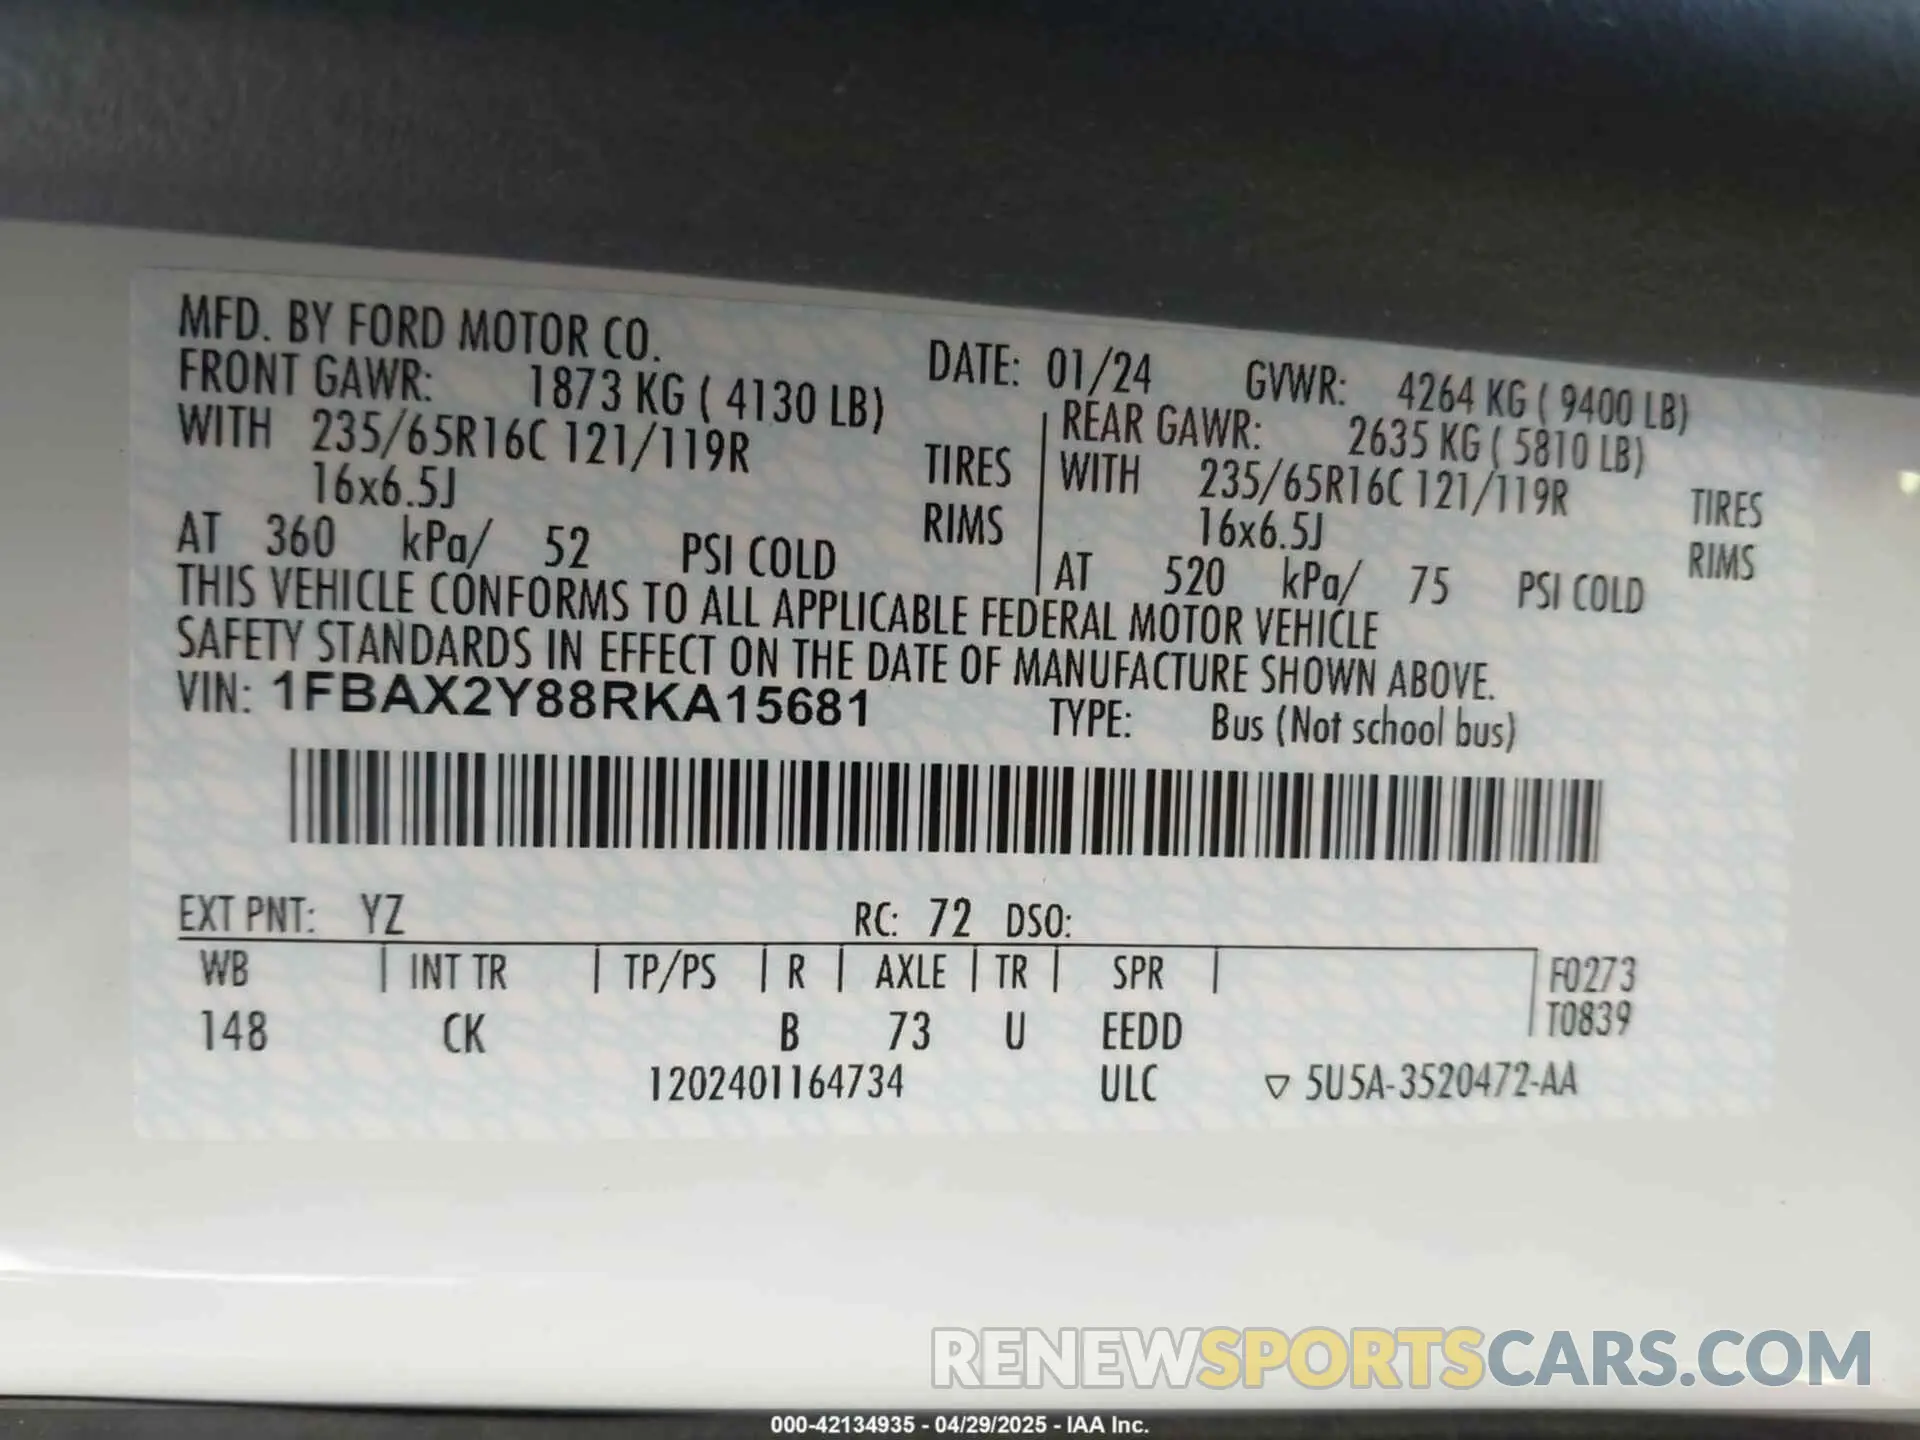 MFD. BY FORD MOTOR CO.
DATE: 01/24 GVWR: 4264 KG ( 9400 LB)
FRONT GAWR: 1873 KG ( 4130 LB)
REAR GAWR: 2635 KG ( 5810 LB)
WITH 235/65R16C 121/119R TIRES
WITH 235/65R16C 121/119R TIRES
16x6.5J RIMS
16x6.5J RIMS
AT 360 kPa/ 52 PSI COLD
AT 520 kPa/ 75 PSI COLD
THIS VEHICLE CONFORMS TO ALL APPLICABLE FEDERAL MOTOR VEHICLE
SAFETY STANDARDS IN EFFECT ON THE DATE OF MANUFACTURE SHOWN ABOVE.
VIN: 1FBAX2Y88RKA15681 TYPE: Bus (Not school bus)
EXT PNT: YZ RC: 72 DSO:
WB | INT TR | TP/PS | R | AXLE | TR | SPR | F0273
T0839
148 CK B 73 U EEDD
1202401164734 ULC ▽ 5U5A-3520472-AA
RENEWSPORTSCARS.COM
000-42134935 - 04/29/2025 - IAA Inc.